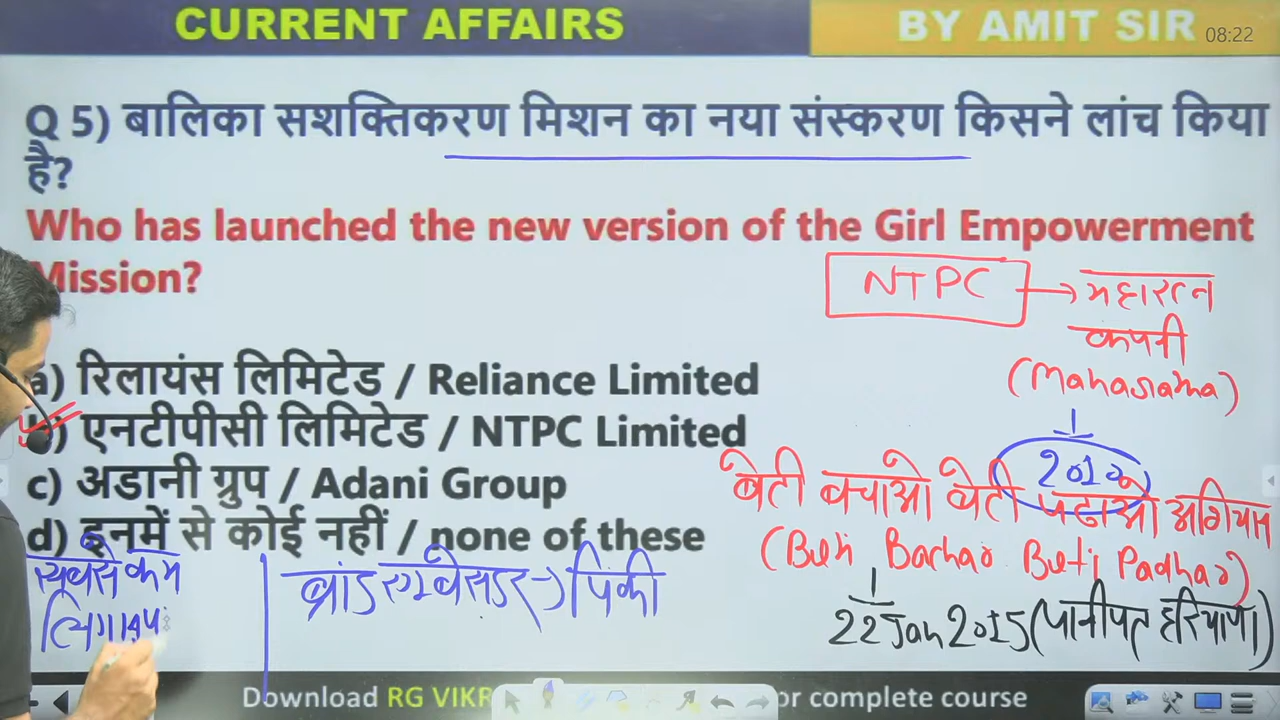 CURRENT AFFAIRS
BY AMIT SIR
08:22
Q 5) बालिका सशक्तिकरण मिशन का नया संस्करण किसने लांच किया
है?
Who has launched the new version of the Girl Empowerment
Mission?
NTPC → महारत्न
कंपनी
a) रिलायंस लिमिटेड / Reliance Limited
b) एनटीपीसी लिमिटेड / NTPC Limited
c) अडानी ग्रुप / Adani Group
d) इनमें से कोई नहीं / none of these
बेटी बचाओ बेटी पढाओ अभियान
(Beti Bachao Beti Padhao)
22 Jan 2015 (पानीपत हरियाणा)
सबसे कम
ब्रांड एम्बेसडर → पिंकी
Download RG VIKR
or complete course